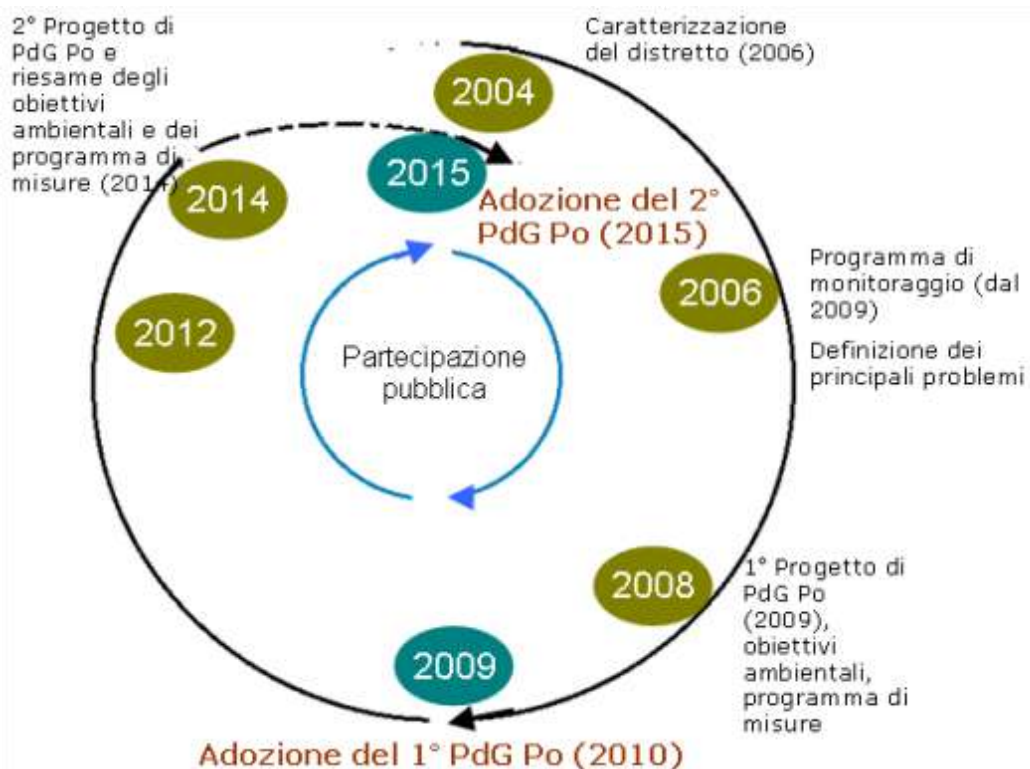 2° Progetto di
PdG Po e
riesame degli
obiettivi
ambientali e dei
programma di
misure (2014)
Caratterizzazione
del distretto (2006)
2004
2015
2014
Adozione del 2°
PdG Po (2015)
2006
Programma di
monitoraggio (dal
2009)
Definizione dei
principali problemi
2012
Partecipazione
pubblica
2008
1° Progetto di
PdG Po
(2009),
obiettivi
ambientali,
programma di
misure
2009
Adozione del 1° PdG Po (2010)